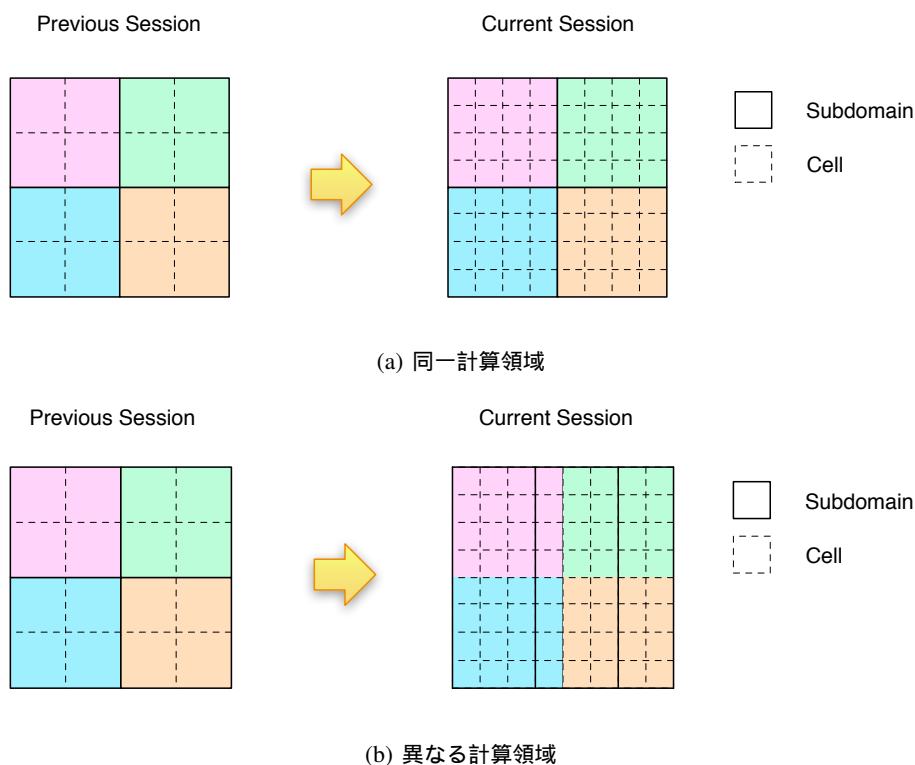 Previous Session
Current Session
Subdomain
Cell
(a) 同一計算領域
Previous Session
Current Session
Subdomain
Cell
(b) 異なる計算領域